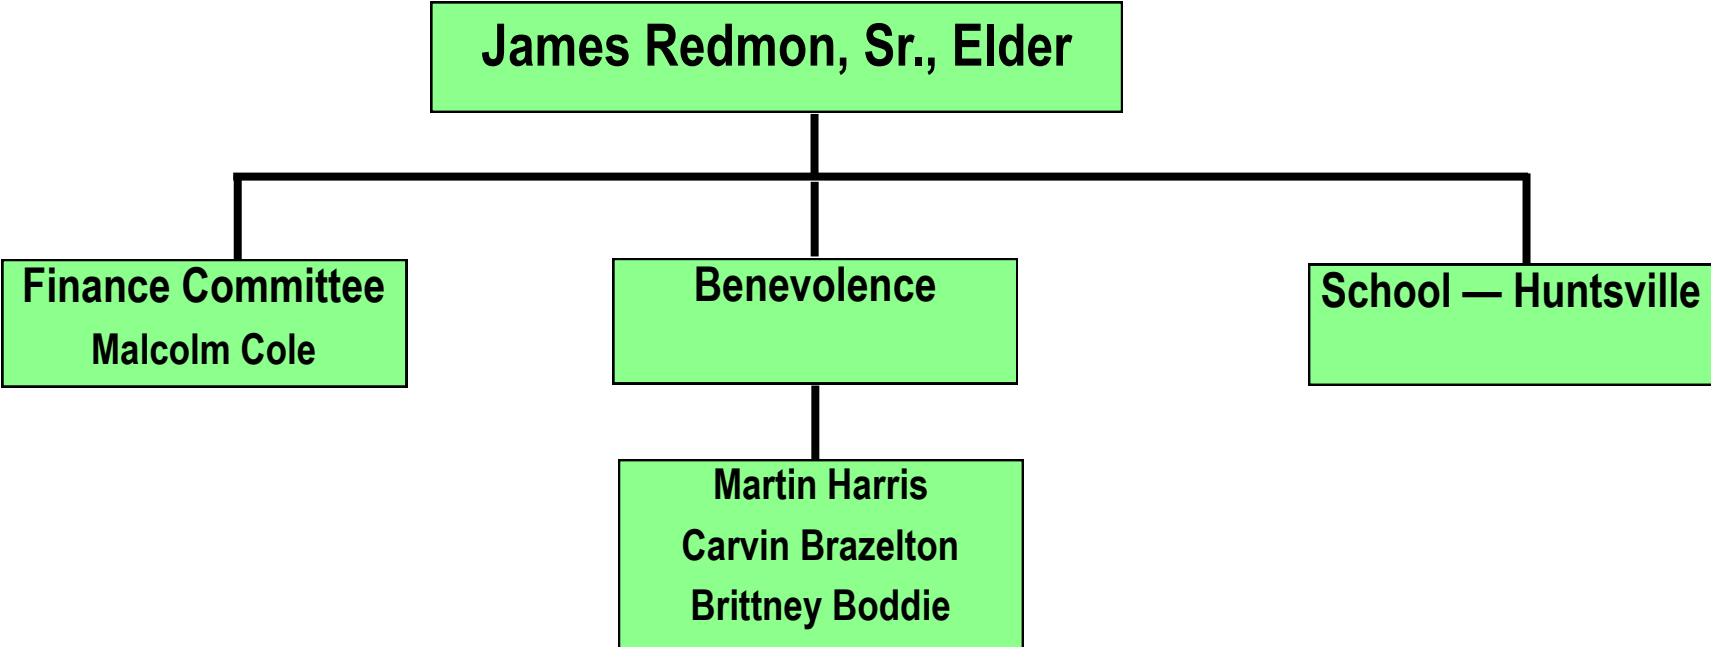 James Redmon, Sr., Elder
Finance Committee
Malcolm Cole
Benevolence
School — Huntsville
Martin Harris
Carvin Brazelton
Brittney Boddie